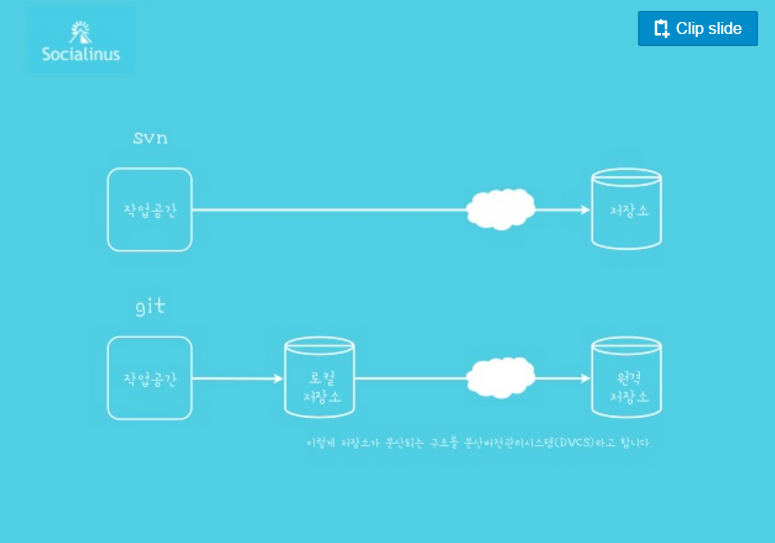 Socialinus
Clip slide
svn
작업공간
저장소
git
작업공간
로컬
저장소
원격
저장소
이렇게 저장소가 분산되는 구조를 분산버전관리시스템(DVCS)라고 합니다.